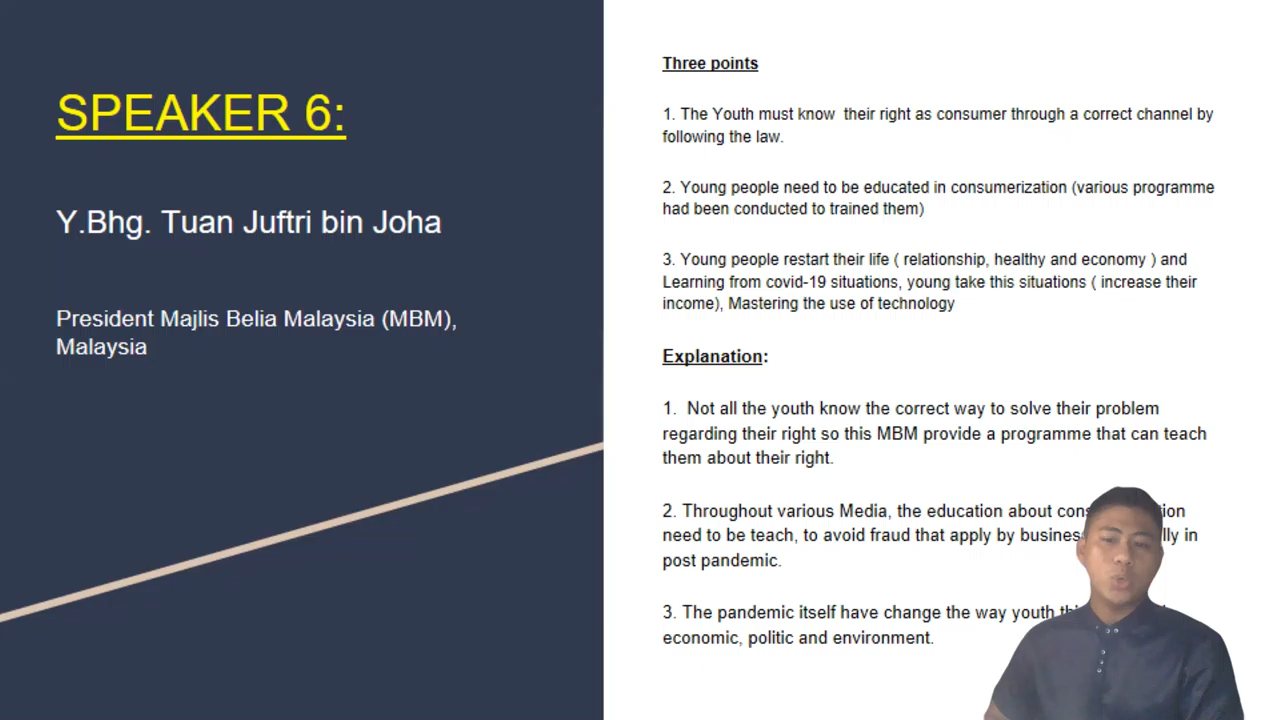 SPEAKER 6:
Y.Bhg. Tuan Juftri bin Joha
President Majlis Belia Malaysia (MBM),
Malaysia
Three points
1. The Youth must know their right as consumer through a correct channel by
following the law.
2. Young people need to be educated in consumerization (various programme
had been conducted to trained them)
3. Young people restart their life ( relationship, healthy and economy ) and
Learning from covid-19 situations, young take this situations ( increase their
income), Mastering the use of technology
Explanation:
1. Not all the youth know the correct way to solve their problem
regarding their right so this MBM provide a programme that can teach
them about their right.
2. Throughout various Media, the education about
need to be teach, to avoid fraud that apply by in
post pandemic.
3. The pandemic itself have change the way youth
economic, politic and environment.